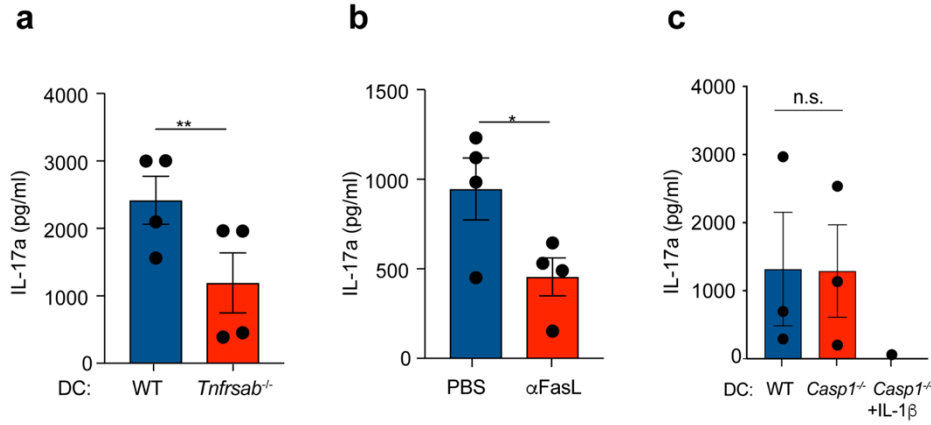 a
IL-17a (pg/ml)
4000
3000
2000
1000
0
**
DC: WT Tnfrsab-/-
b
IL-17a (pg/ml)
1500
1000
500
0
*
PBS αFasL
c
IL-17a (pg/ml)
4000
3000
2000
1000
0
n.s.
DC: WT Casp1-/- Casp1-/-
+IL-1β